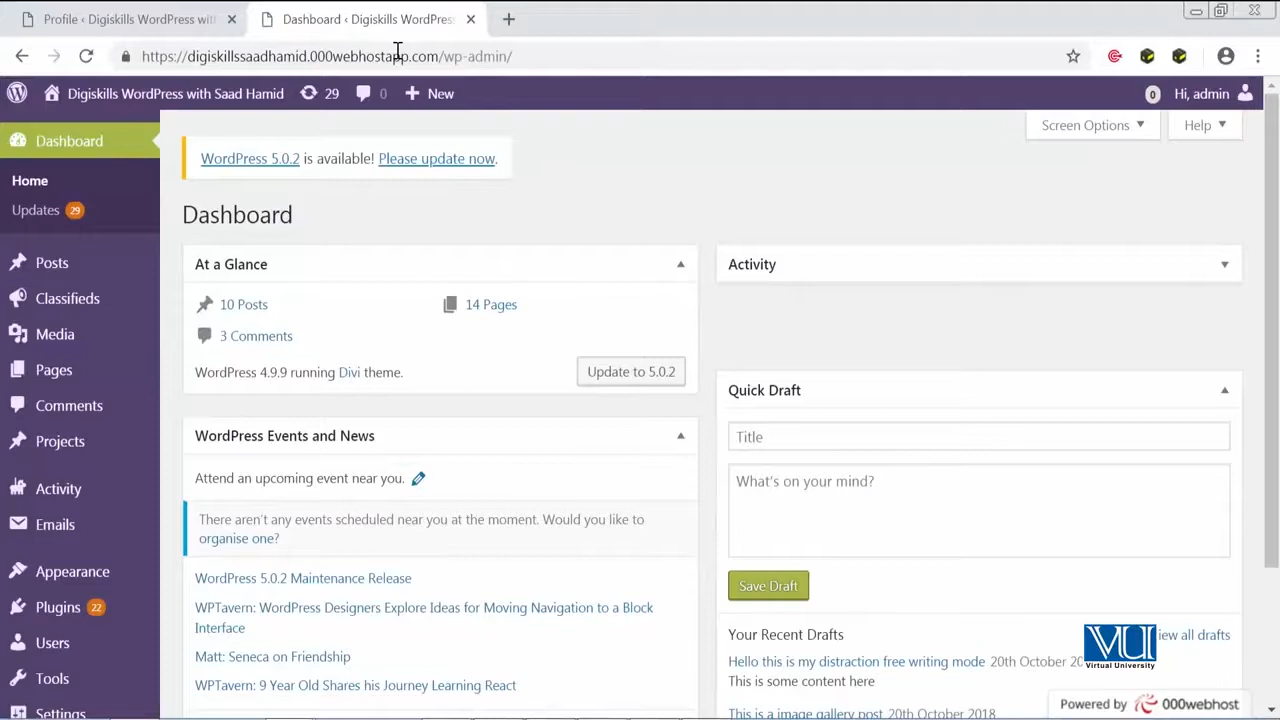 Profile ‹ Digiskills WordPress wit
Dashboard ‹ Digiskills WordPres
https://digiskillssaadhamid.000webhostapp.com/wp-admin/
Digiskills WordPress with Saad Hamid 29 0 New
0 Hi, admin
Screen Options Help
Dashboard
Home
Updates 29
Posts
Classifieds
Media
Pages
Comments
Projects
Activity
Emails
Appearance
Plugins 22
Users
Tools
Settings
WordPress 5.0.2 is available! Please update now.
Dashboard
At a Glance
10 Posts 14 Pages
3 Comments
WordPress 4.9.9 running Divi theme. Update to 5.0.2
WordPress Events and News
Attend an upcoming event near you.
There aren't any events scheduled near you at the moment. Would you like to
organise one?
WordPress 5.0.2 Maintenance Release
WPTavern: WordPress Designers Explore Ideas for Moving Navigation to a Block
Interface
Matt: Seneca on Friendship
WPTavern: 9 Year Old Shares his Journey Learning React
Activity
Quick Draft
Title
What's on your mind?
Save Draft
Your Recent Drafts iew all drafts
Hello this is my distraction free writing mode 20th October 20
This is some content here
This is a image gallery post 20th October 2018
VU
Virtual University
Powered by 000webhost